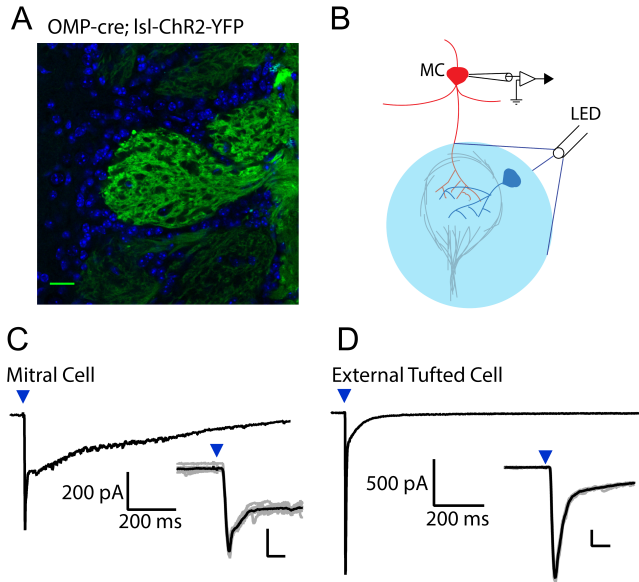 A
OMP-cre; lsl-ChR2-YFP
B
MC
LED
C
Mitral Cell
200 pA
200 ms
D
External Tufted Cell
500 pA
200 ms